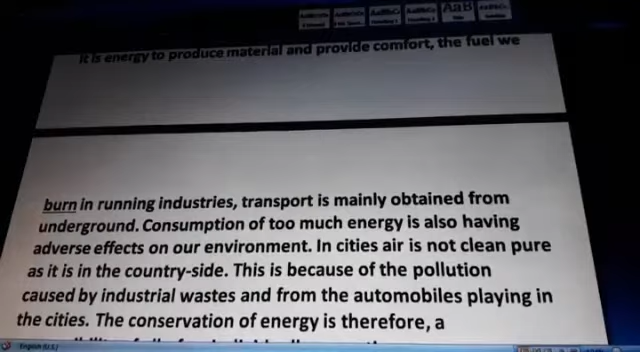 It is energy to produce material and provide comfort, the fuel we
burn in running industries, transport is mainly obtained from
underground. Consumption of too much energy is also having
adverse effects on our environment. In cities air is not clean pure
as it is in the country-side. This is because of the pollution
caused by industrial wastes and from the automobiles playing in
the cities. The conservation of energy is therefore, a